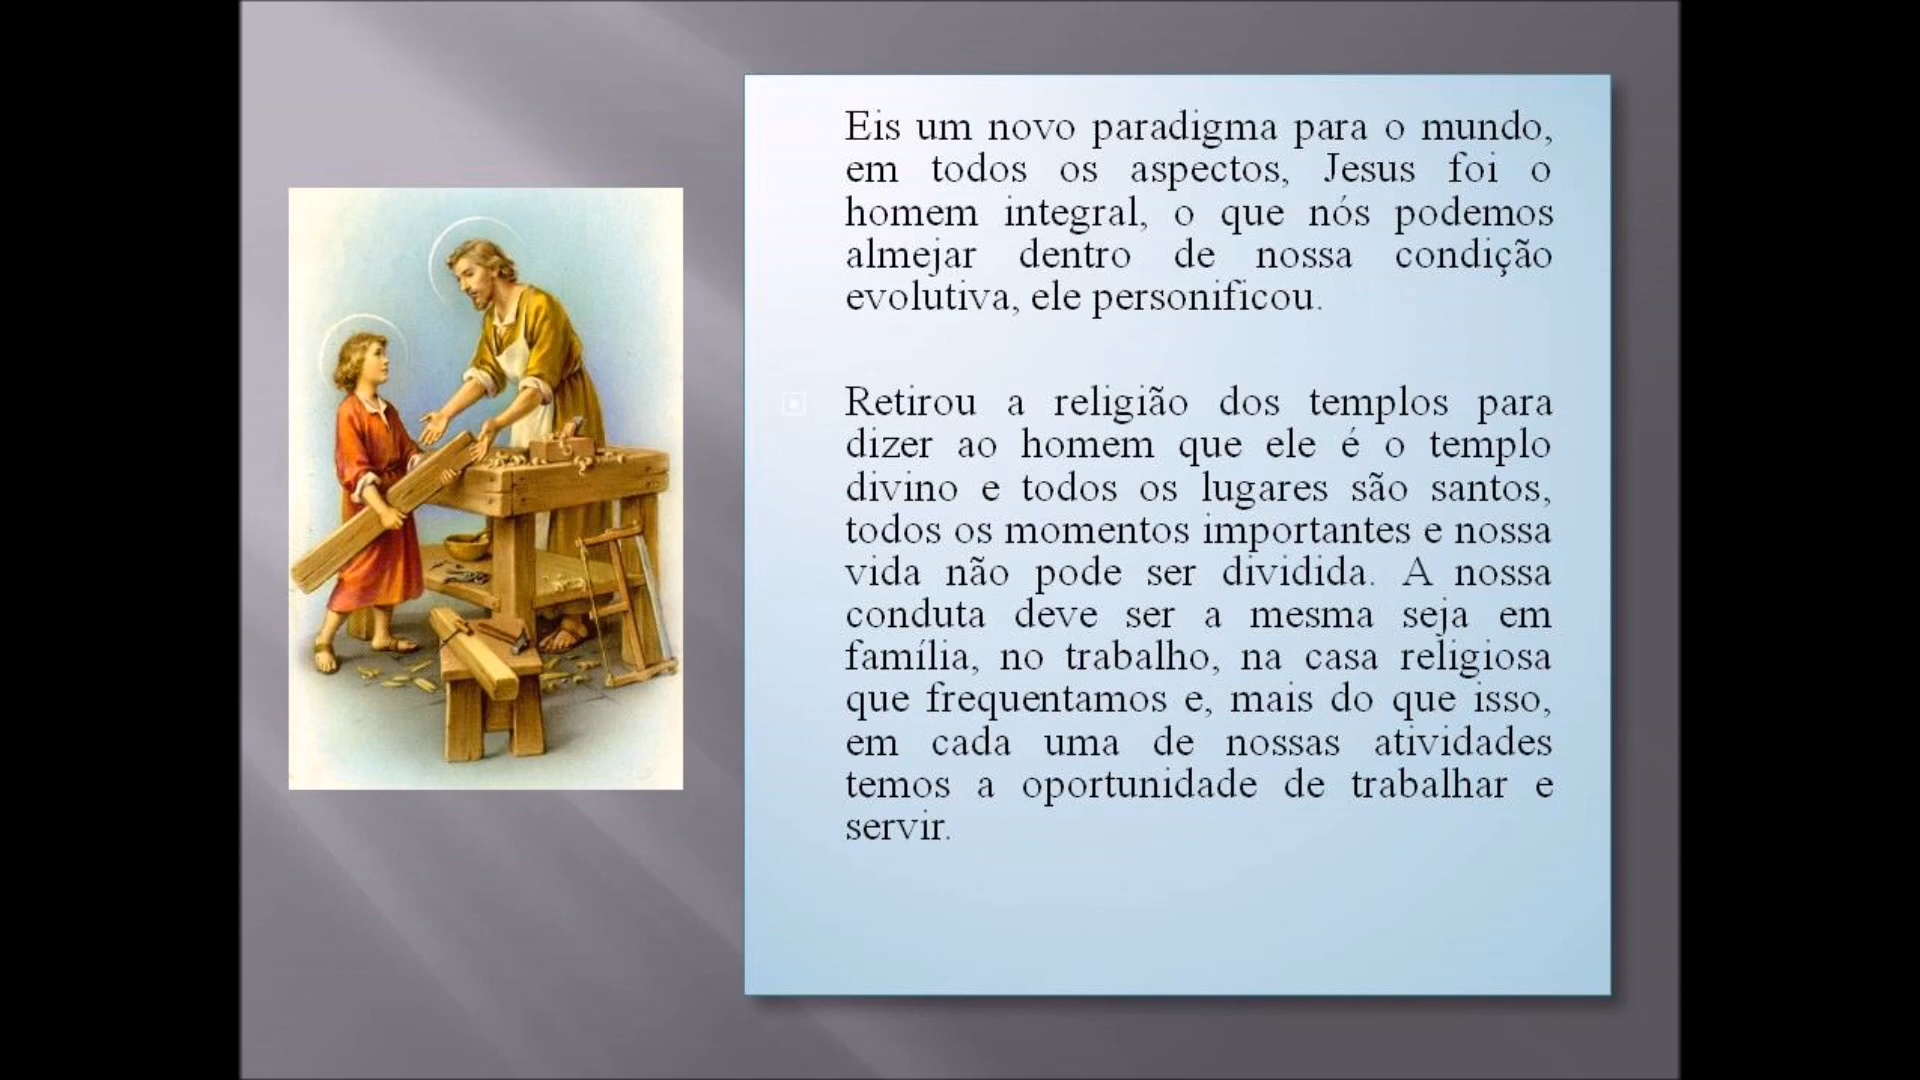 Eis um novo paradigma para o mundo,
em todos os aspectos, Jesus foi o
homem integral, o que nós podemos
almejar dentro de nossa condição
evolutiva, ele personificou.
Retirou a religião dos templos para
dizer ao homem que ele é o templo
divino e todos os lugares são santos,
todos os momentos importantes e nossa
vida não pode ser dividida. A nossa
conduta deve ser a mesma seja em
família, no trabalho, na casa religiosa
que frequentamos e, mais do que isso,
em cada uma de nossas atividades
temos a oportunidade de trabalhar e
servir.